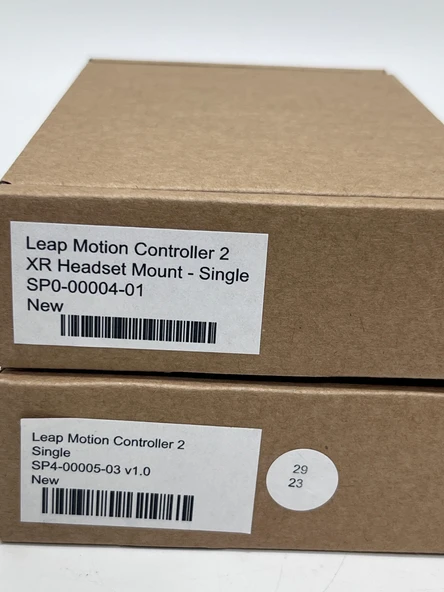 Leap Motion Controller 2
XR Headset Mount - Single
SP0-00004-01
New
Leap Motion Controller 2
Single
SP4-00005-03 v1.0
New
29
23